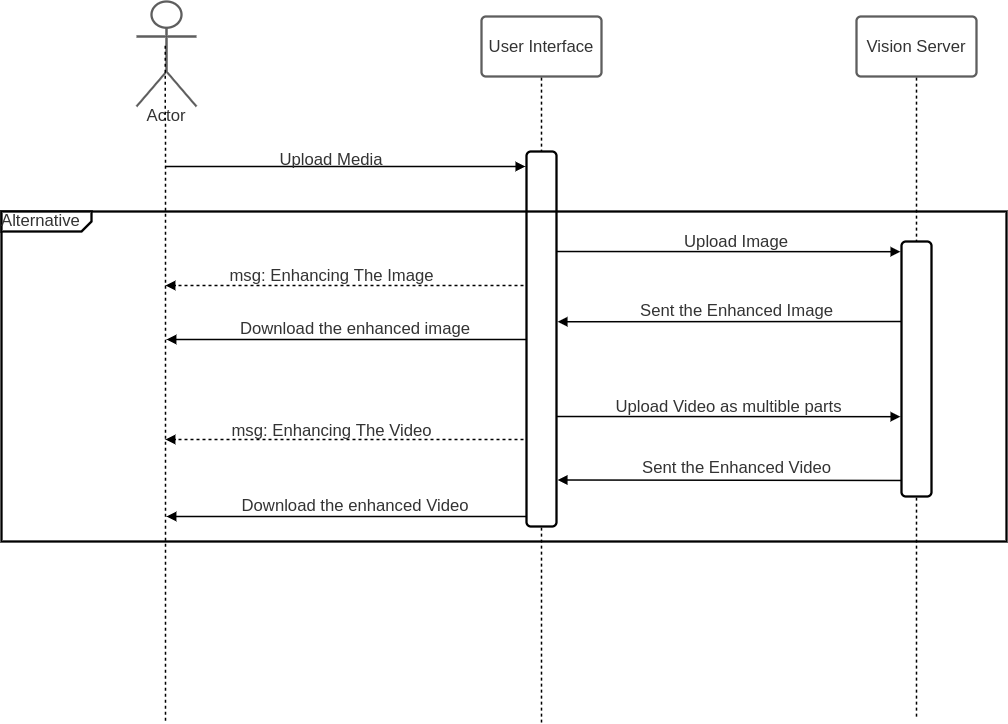 User Interface
Vision Server
Actor
Upload Media
Alternative
Upload Image
msg: Enhancing The Image
Sent the Enhanced Image
Download the enhanced image
Upload Video as multible parts
msg: Enhancing The Video
Sent the Enhanced Video
Download the enhanced Video